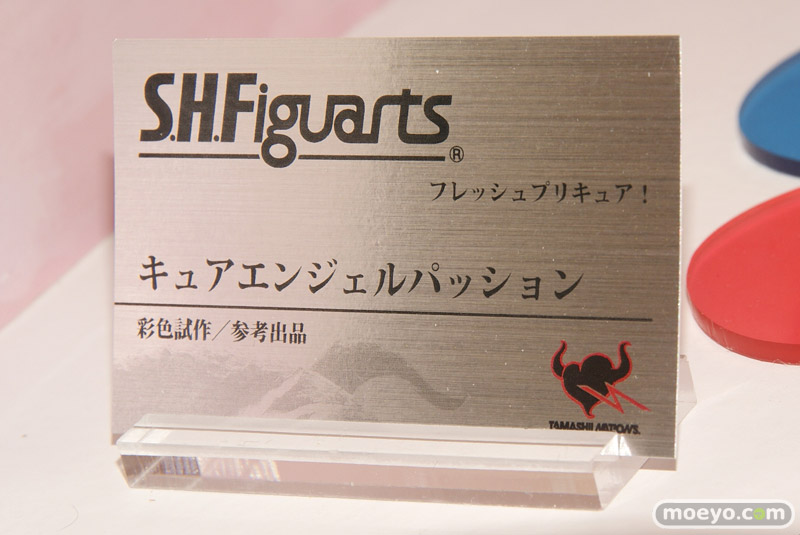 S.H.Figuarts®
フレッシュプリキュア！
キュアエンジェルパッション
彩色試作／参考出品
TAMASHII NATIONS.
moeyo.com